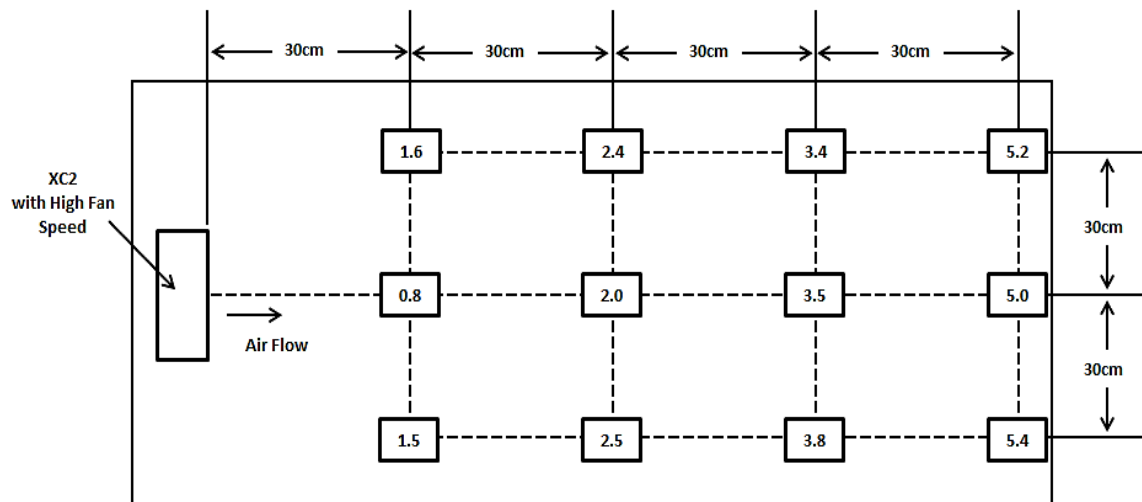 30cm 30cm 30cm 30cm
1.6 2.4 3.4 5.2
XC2
with High Fan
Speed
30cm
0.8 2.0 3.5 5.0
Air Flow
30cm
1.5 2.5 3.8 5.4